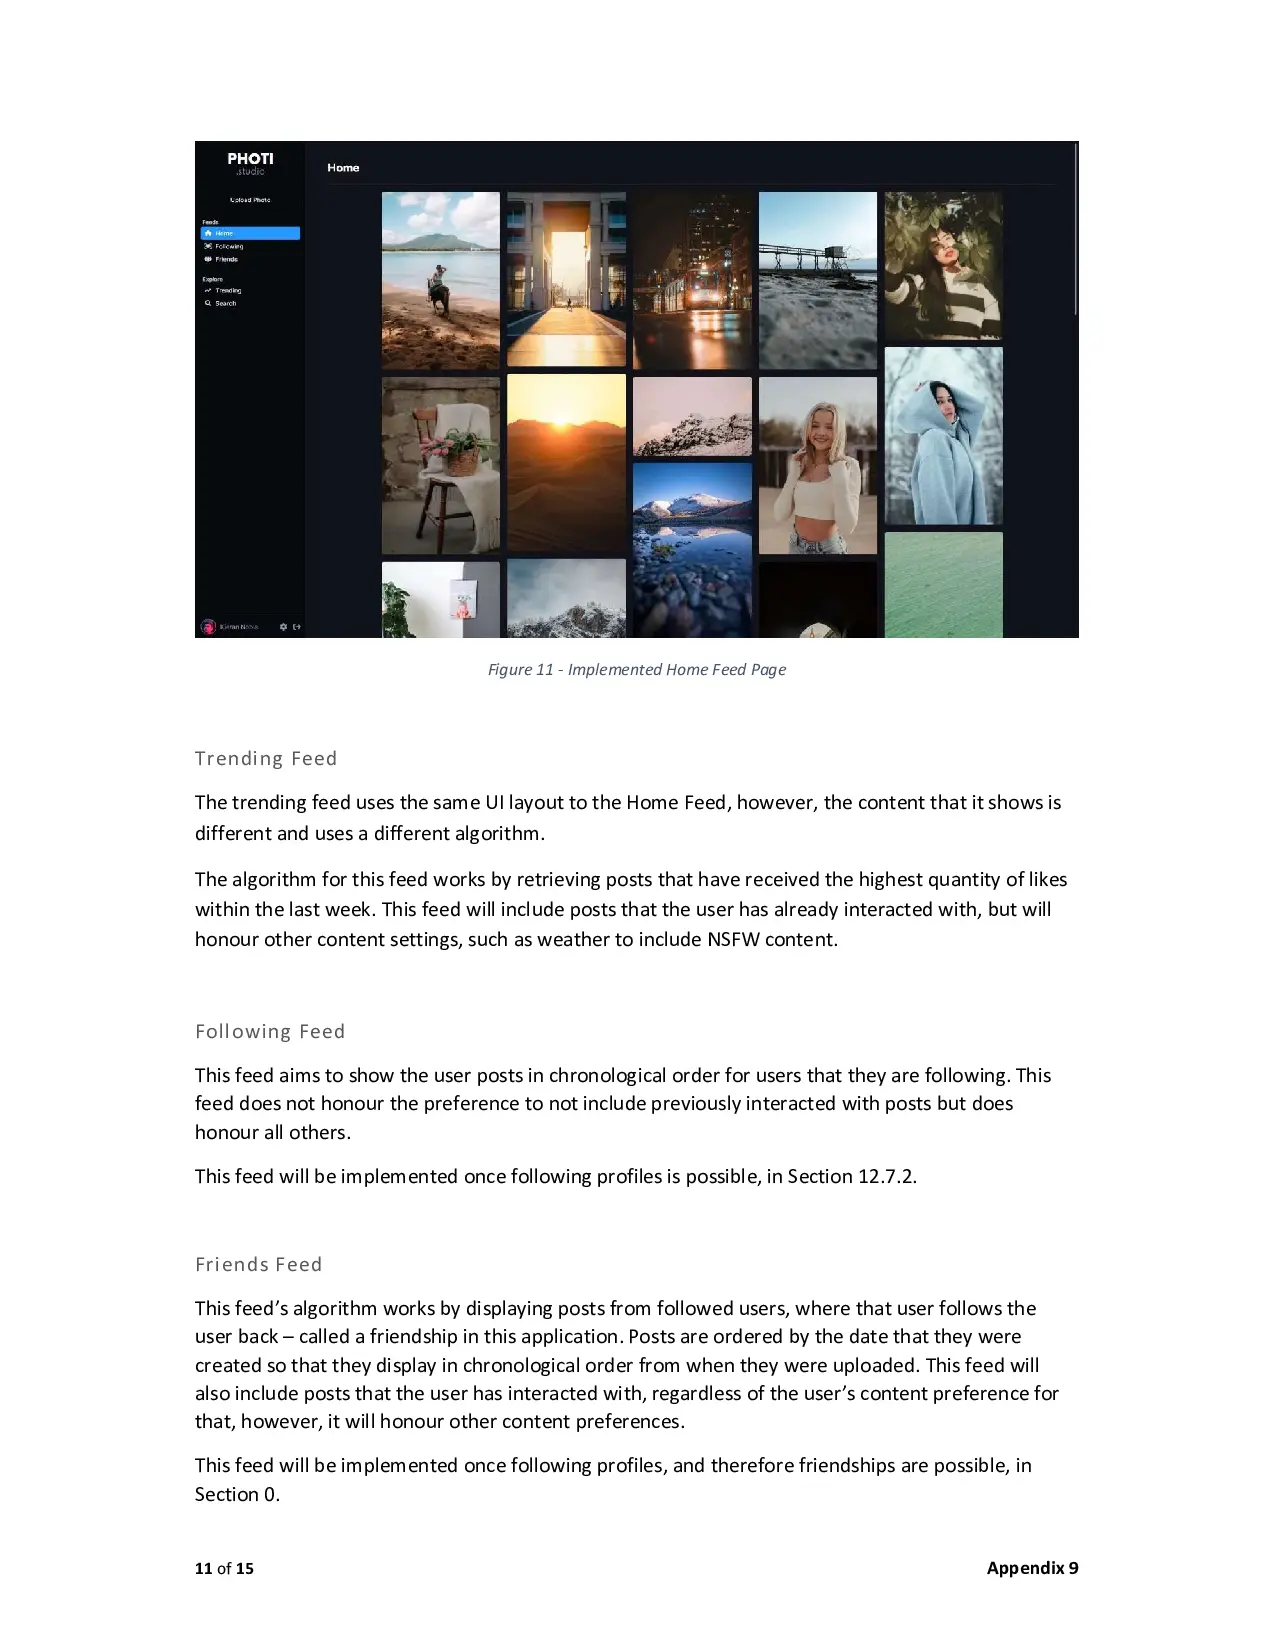 PHOTI
.studio
Home
Upload Photo
Feeds
Home
Following
Friends
Explore
Trending
Search
Figure 11 - Implemented Home Feed Page
Trending Feed
The trending feed uses the same UI layout to the Home Feed, however, the content that it shows is
different and uses a different algorithm.
The algorithm for this feed works by retrieving posts that have received the highest quantity of likes
within the last week. This feed will include posts that the user has already interacted with, but will
honour other content settings, such as weather to include NSFW content.
Following Feed
This feed aims to show the user posts in chronological order for users that they are following. This
feed does not honour the preference to not include previously interacted with posts but does
honour all others.
This feed will be implemented once following profiles is possible, in Section 12.7.2.
Friends Feed
This feed’s algorithm works by displaying posts from followed users, where that user follows the
user back – called a friendship in this application. Posts are ordered by the date that they were
created so that they display in chronological order from when they were uploaded. This feed will
also include posts that the user has interacted with, regardless of the user’s content preference for
that, however, it will honour other content preferences.
This feed will be implemented once following profiles, and therefore friendships are possible, in
Section 0.
11 of 15
Appendix 9